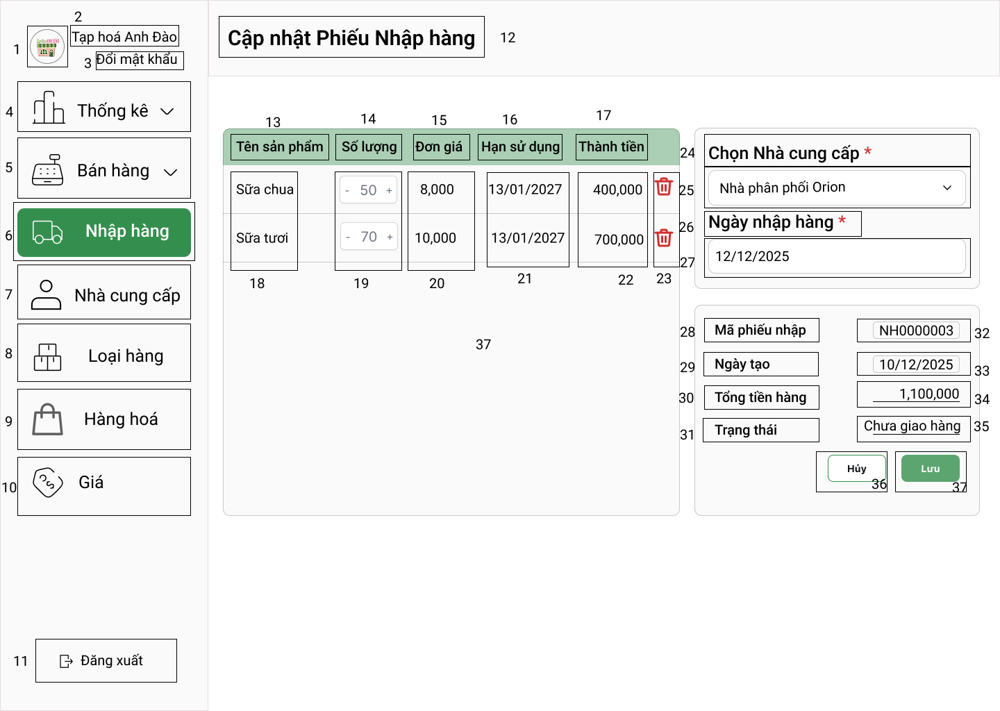 2
1
Tạp hoá Anh Đào
3
Đổi mật khẩu
4
Thống kê
5
Bán hàng
6
Nhập hàng
7
Nhà cung cấp
8
Loại hàng
9
Hàng hoá
10
Giá
11
Đăng xuất
Cập nhật Phiếu Nhập hàng
12
13 14 15 16 17
Tên sản phẩm Số lượng Đơn giá Hạn sử dụng Thành tiền
Sữa chua - 50 + 8,000 13/01/2027 400,000
Sữa tươi - 70 + 10,000 13/01/2027 700,000
18 19 20 21 22 23
37
24
Chọn Nhà cung cấp *
25
Nhà phân phối Orion
26
Ngày nhập hàng *
27
12/12/2025
28 Mã phiếu nhập NH0000003 32
29 Ngày tạo 10/12/2025 33
30 Tổng tiền hàng 1,100,000 34
31 Trạng thái Chưa giao hàng 35
Hủy 36
Lưu 37